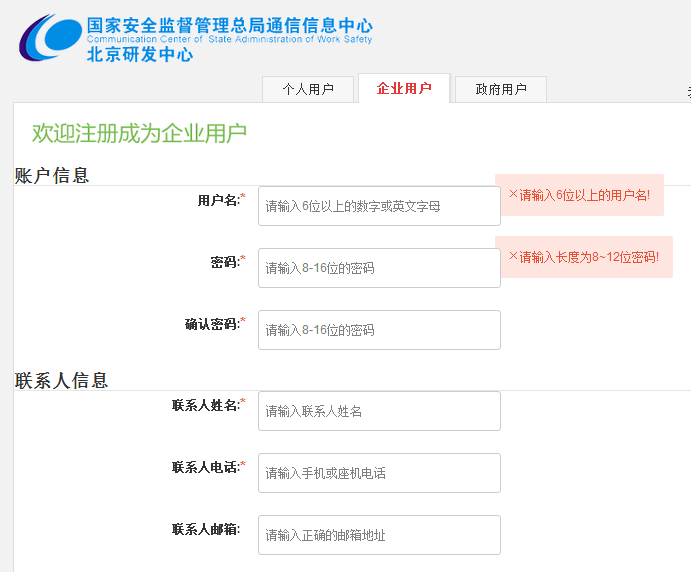 国家安全监督管理总局通信信息中心
Communication Center of State Administration of Work Safety
北京研发中心
个人用户
企业用户
政府用户
欢迎注册成为企业用户
账户信息
用户名:*
请输入6位以上的数字或英文字母
×请输入6位以上的用户名!
密码:*
请输入8-16位的密码
×请输入长度为8~12位密码!
确认密码:*
请输入8-16位的密码
联系人信息
联系人姓名:*
请输入联系人姓名
联系人电话:*
请输入手机或座机电话
联系人邮箱:
请输入正确的邮箱地址